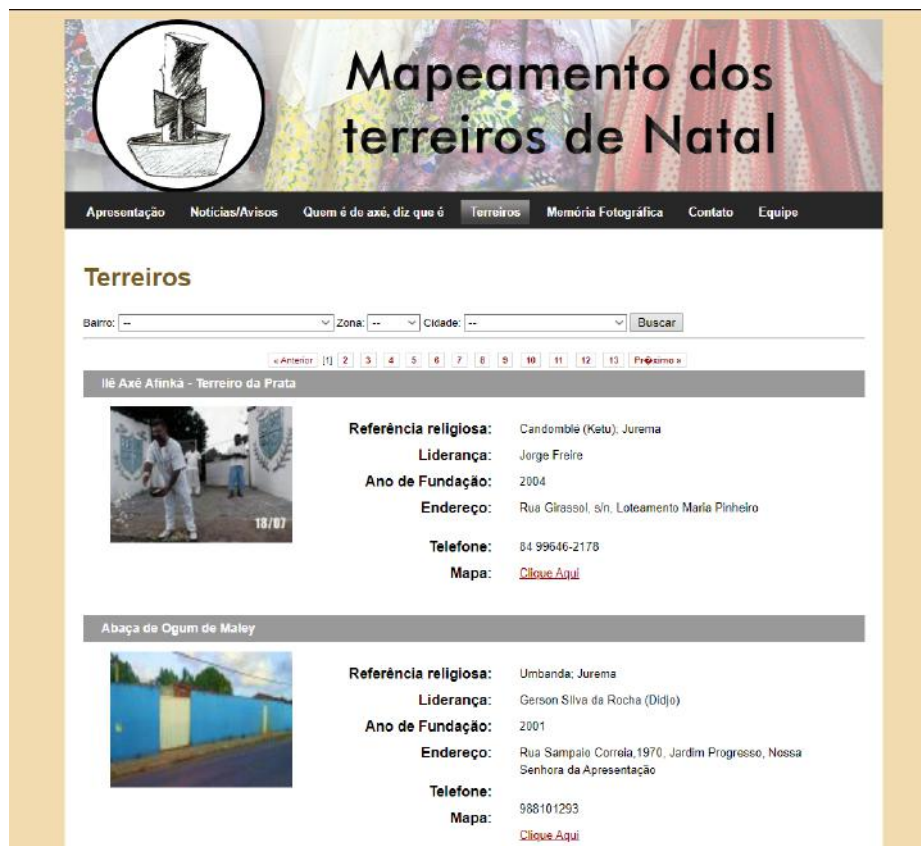 Mapeamento dos
terreiros de Natal
Apresentação Notícias/Avisos Quem é de axé, diz que é Terreiros Memória Fotográfica Contato Equipe
Terreiros
Bairro: -- Zona: -- Cidade: -- Buscar
« Anterior [1] 2 3 4 5 6 7 8 9 10 11 12 13 Pr�ximo »
Ilê Axé Afinká - Terreiro da Prata
Referência religiosa: Candomblé (Ketu); Jurema
Liderança: Jorge Freire
Ano de Fundação: 2004
Endereço: Rua Girassol, s/n, Loteamento Maria Pinheiro
18/07
Telefone: 84 99646-2178
Mapa: Clique Aqui
Abaça de Ogum de Maley
Referência religiosa: Umbanda; Jurema
Liderança: Gerson Silva da Rocha (Didjo)
Ano de Fundação: 2001
Endereço: Rua Sampaio Correia,1970, Jardim Progresso, Nossa
Senhora da Apresentação
Telefone:
988101293
Mapa:
Clique Aqui